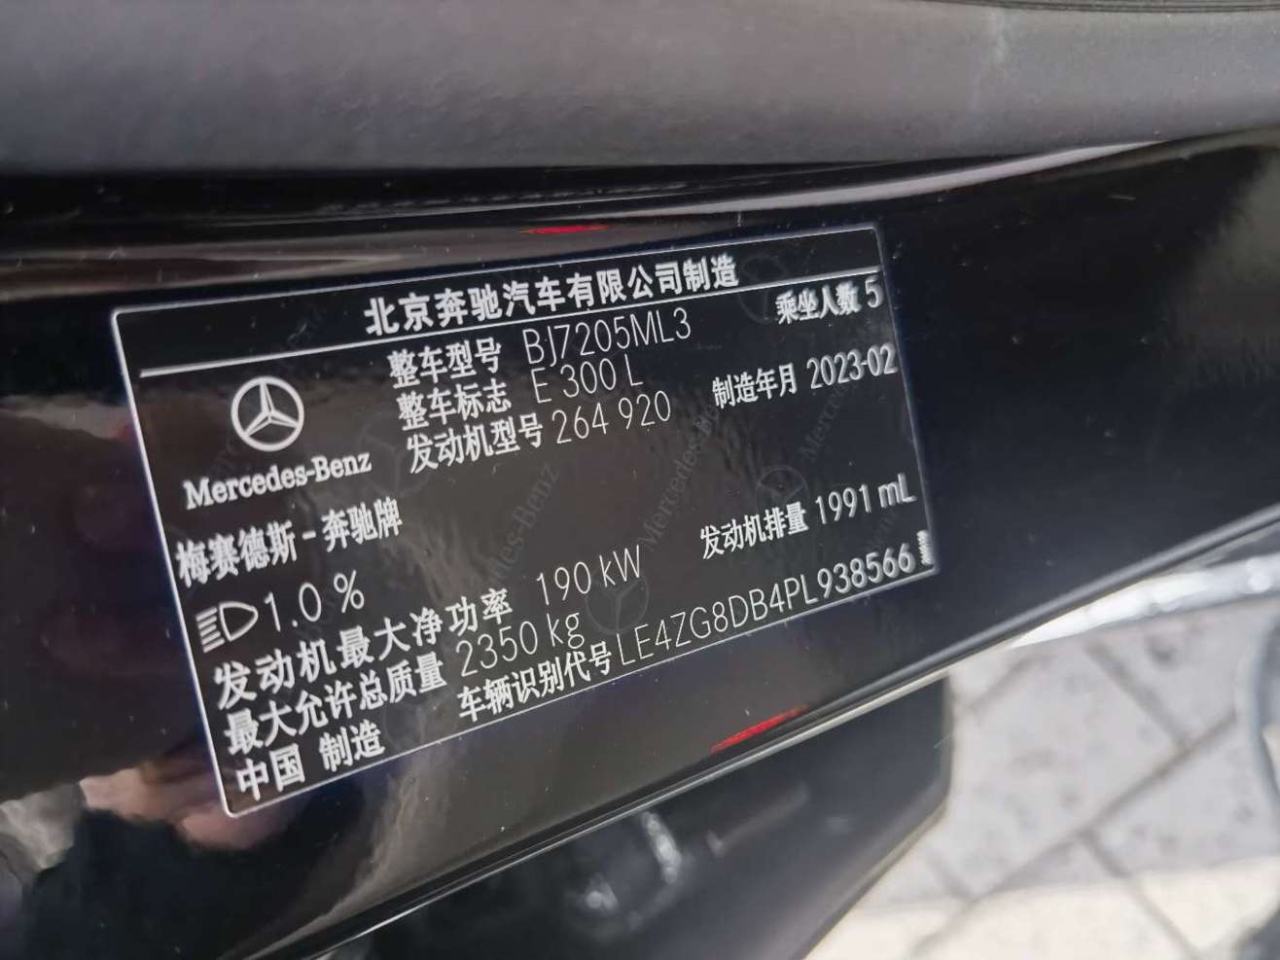 北京奔驰汽车有限公司制造
整车型号 BJ7205ML3 乘坐人数 5
整车标志 E 300 L
发动机型号 264 920 制造年月 2023-02
Mercedes-Benz
梅赛德斯-奔驰牌
1.0 %
发动机最大净功率 190 kW 发动机排量 1991 mL
最大允许总质量 2350 kg
中国 制造 车辆识别代号 LE4ZG8DB4PL938566